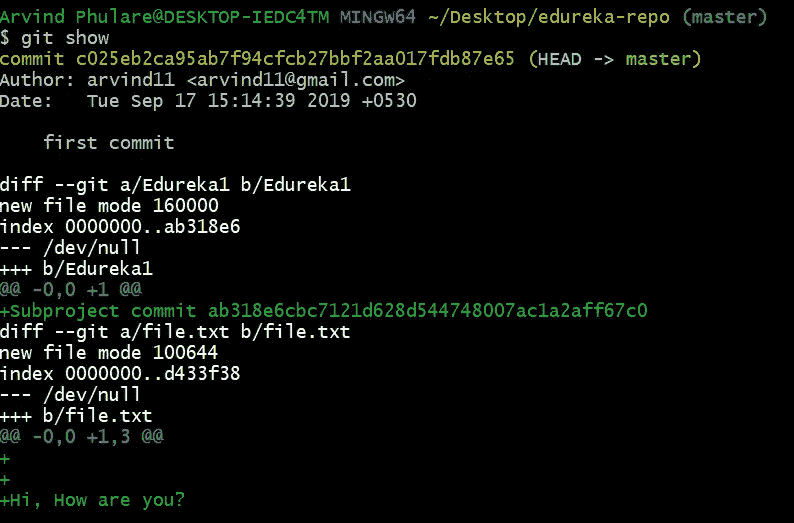 Arvind Phulare@DESKTOP-IEDC4TM MINGW64 ~/Desktop/edureka-repo (master)
$ git show
commit c025eb2ca95ab7f94cfcb27bbf2aa017fdb87e65 (HEAD -> master)
Author: arvind11 <arvind11@gmail.com>
Date:   Tue Sep 17 15:14:39 2019 +0530

    first commit

diff --git a/Edureka1 b/Edureka1
new file mode 160000
index 0000000..ab318e6
--- /dev/null
+++ b/Edureka1
@@ -0,0 +1 @@
+Subproject commit ab318e6cbc7121d628d544748007ac1a2aff67c0
diff --git a/file.txt b/file.txt
new file mode 100644
index 0000000..d433f38
--- /dev/null
+++ b/file.txt
@@ -0,0 +1,3 @@
+
+
+Hi, How are you?